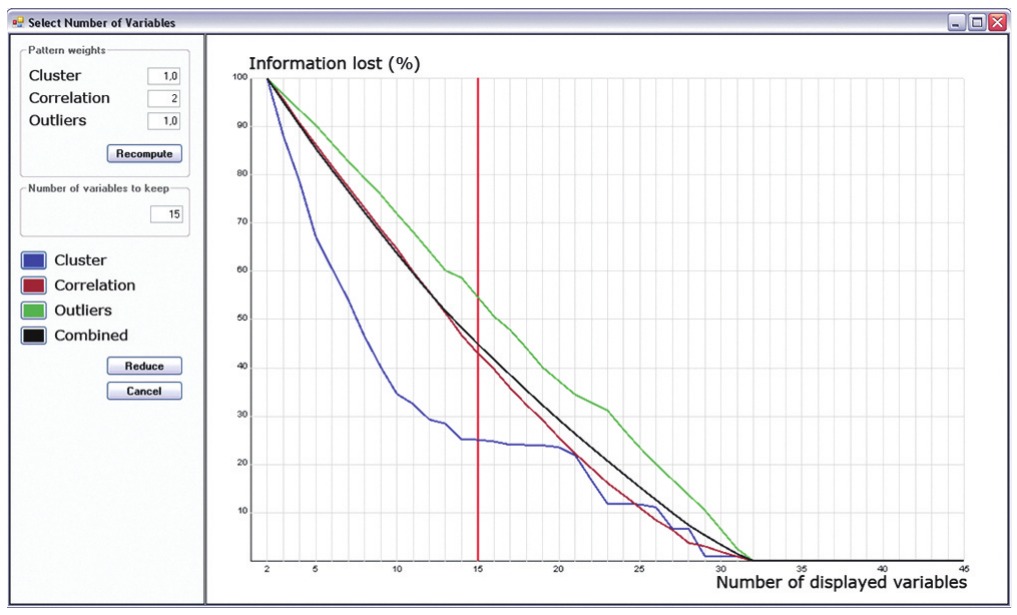 Select Number of Variables
Pattern weights
Cluster 1,0
Correlation 2
Outliers 1,0
Recompute
Number of variables to keep
15
Cluster
Correlation
Outliers
Combined
Reduce
Cancel
Information lost (%)
100
90
80
70
60
50
40
30
20
10
2 5 10 15 20 25 30 35 40 45
Number of displayed variables